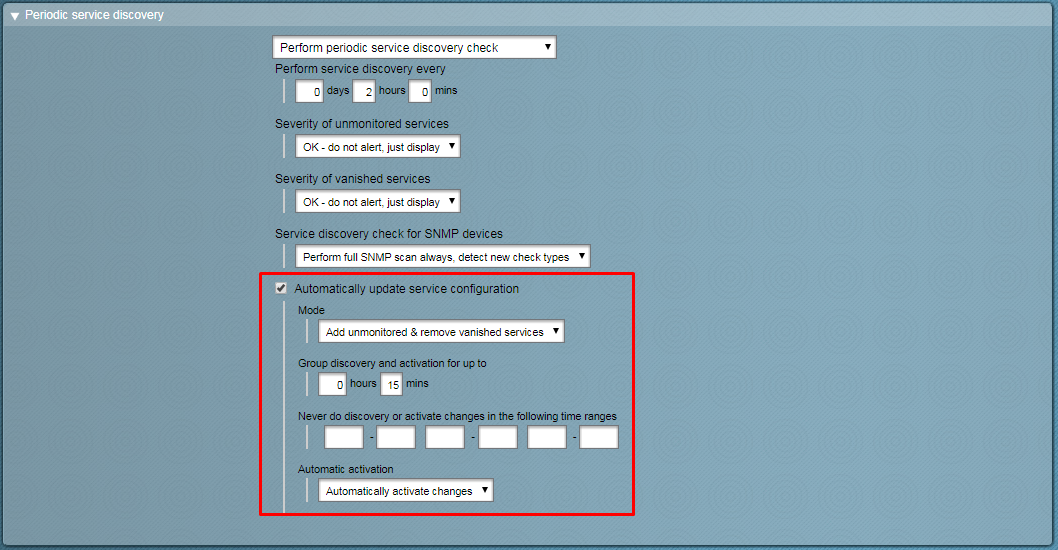 Periodic service discovery
Perform periodic service discovery check
Perform service discovery every
0 days 2 hours 0 mins
Severity of unmonitored services
OK - do not alert, just display
Severity of vanished services
OK - do not alert, just display
Service discovery check for SNMP devices
Perform full SNMP scan always, detect new check types
Automatically update service configuration
Mode
Add unmonitored & remove vanished services
Group discovery and activation for up to
0 hours 15 mins
Never do discovery or activate changes in the following time ranges
- - -
Automatic activation
Automatically activate changes